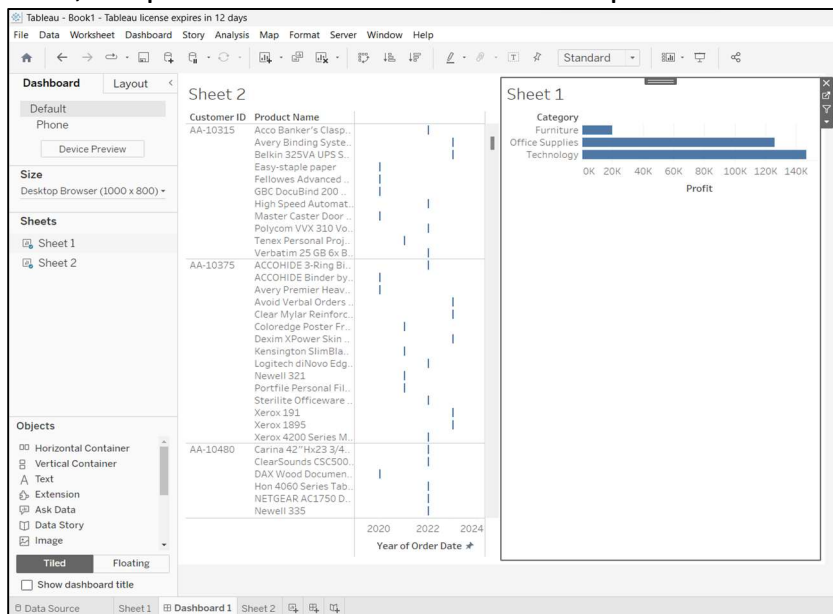 Tableau - Book1 - Tableau license expires in 12 days
File Data Worksheet Dashboard Story Analysis Map Format Server Window Help
Standard
Dashboard Layout
Default
Phone
Device Preview
Size
Desktop Browser (1000 x 800)
Sheets
Sheet 1
Sheet 2
Objects
Horizontal Container
Vertical Container
Text
Extension
Ask Data
Data Story
Image
Tiled Floating
Show dashboard title
Sheet 2
Customer ID Product Name
AA-10315 Acco Banker's Clasp..
Avery Binding Syste..
Belkin 325VA UPS S..
Easy-staple paper
Fellowes Advanced ..
GBC DocuBind 200 ..
High Speed Automat..
Master Caster Door ..
Polycom VVX 310 Vo..
Tenex Personal Proj..
Verbatim 25 GB 6x B..
AA-10375 ACCOHIDE 3-Ring Bi..
ACCOHIDE Binder by..
Avery Premier Heav..
Avoid Verbal Orders ..
Clear Mylar Reinforc..
Coloredge Poster Fr..
Dexim XPower Skin ..
Kensington SlimBla..
Logitech diNovo Edg..
Newell 321
Portfile Personal Fil..
Sterilite Officeware ..
Xerox 191
Xerox 1895
Xerox 4200 Series M..
AA-10480 Carina 42"Hx23 3/4..
ClearSounds CSC500..
DAX Wood Documen..
Hon 4060 Series Tab..
NETGEAR AC1750 D..
Newell 335
2020 2022 2024
Year of Order Date
Sheet 1
Category
Furniture
Office Supplies
Technology
0K 20K 40K 60K 80K 100K 120K 140K
Profit
Data Source Sheet 1 Dashboard 1 Sheet 2